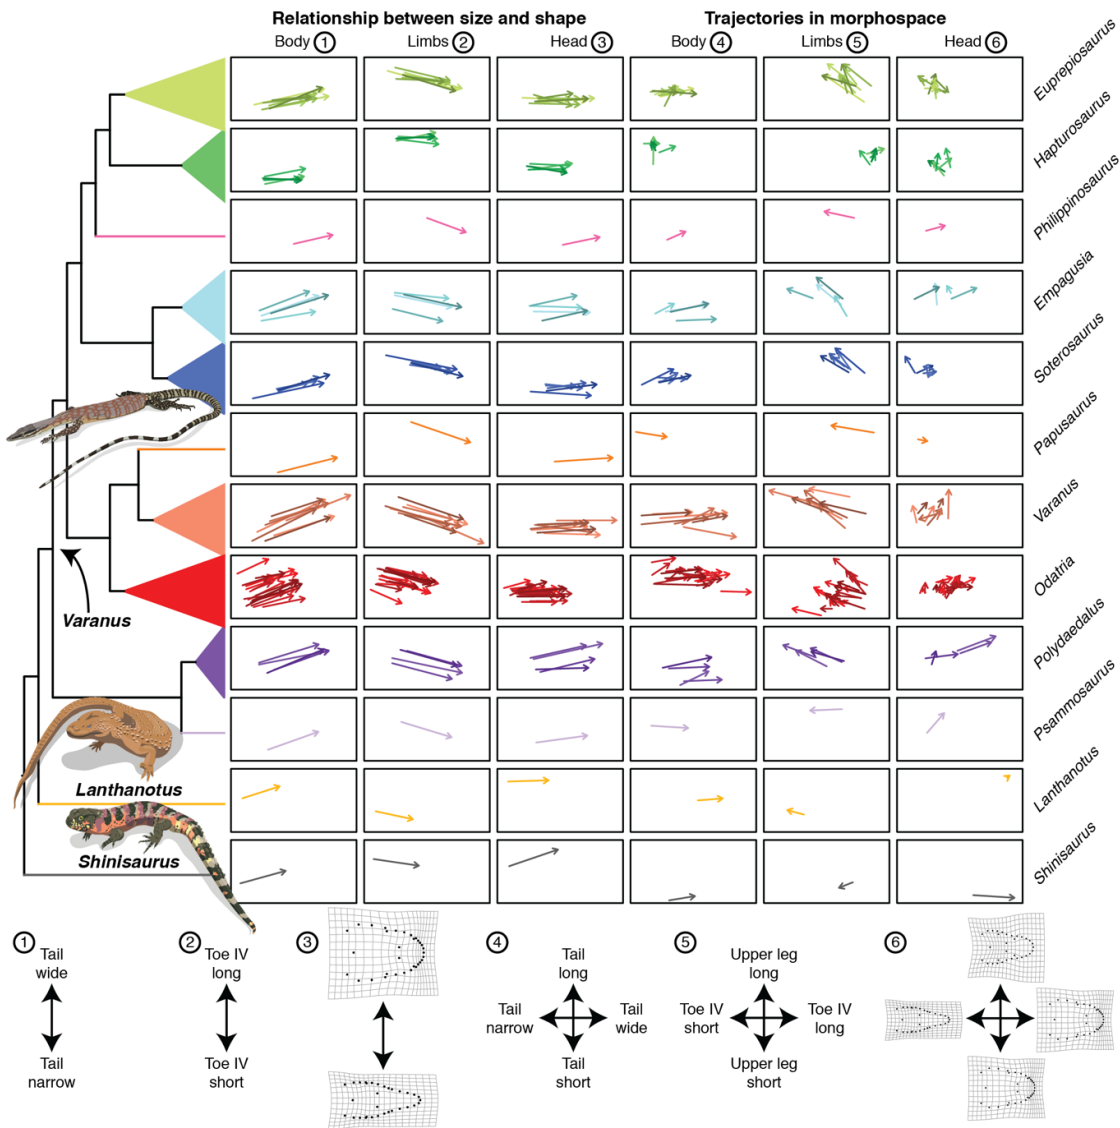 Relationship between size and shape
Trajectories in morphospace
Body 1
Limbs 2
Head 3
Body 4
Limbs 5
Head 6
Euprepiosaurus
Hapturosaurus
Philippinosaurus
Empagusia
Soterosaurus
Papusaurus
Varanus
Odatria
Polydaedalus
Psammosaurus
Lanthanotus
Shinisaurus
Varanus
Lanthanotus
Shinisaurus
1
Tail
wide
Tail
narrow
2
Toe IV
long
Toe IV
short
3
4
Tail
long
Tail
narrow
Tail
wide
Tail
short
5
Upper leg
long
Toe IV
short
Toe IV
long
Upper leg
short
6